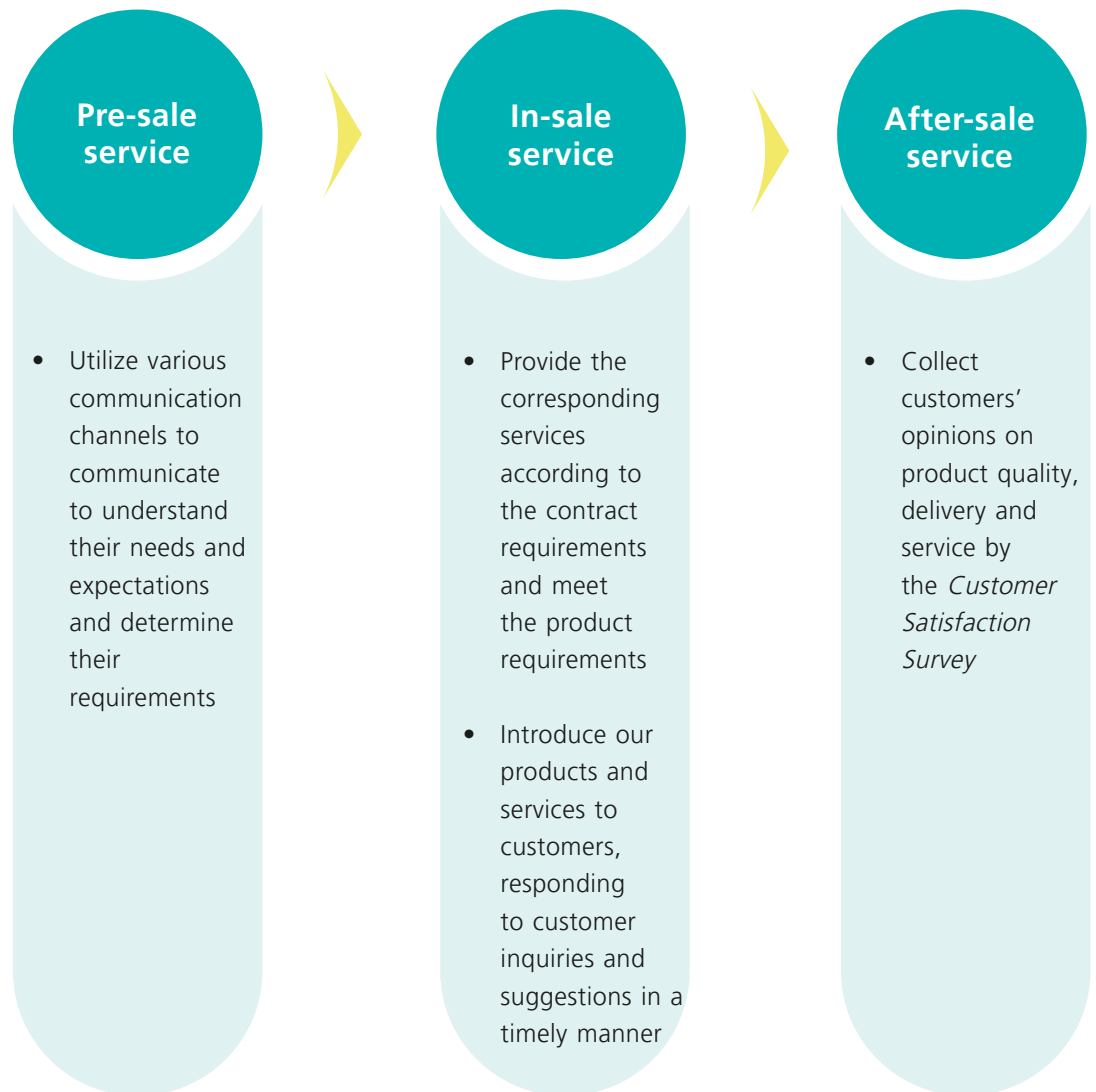 Pre-sale
service
• Utilize various
communication
channels to
communicate
to understand
their needs and
expectations
and determine
their
requirements
In-sale
service
• Provide the
corresponding
services
according to
the contract
requirements
and meet
the product
requirements
• Introduce our
products and
services to
customers,
responding
to customer
inquiries and
suggestions in a
timely manner
After-sale
service
• Collect
customers’
opinions on
product quality,
delivery and
service by
the Customer
Satisfaction
Survey